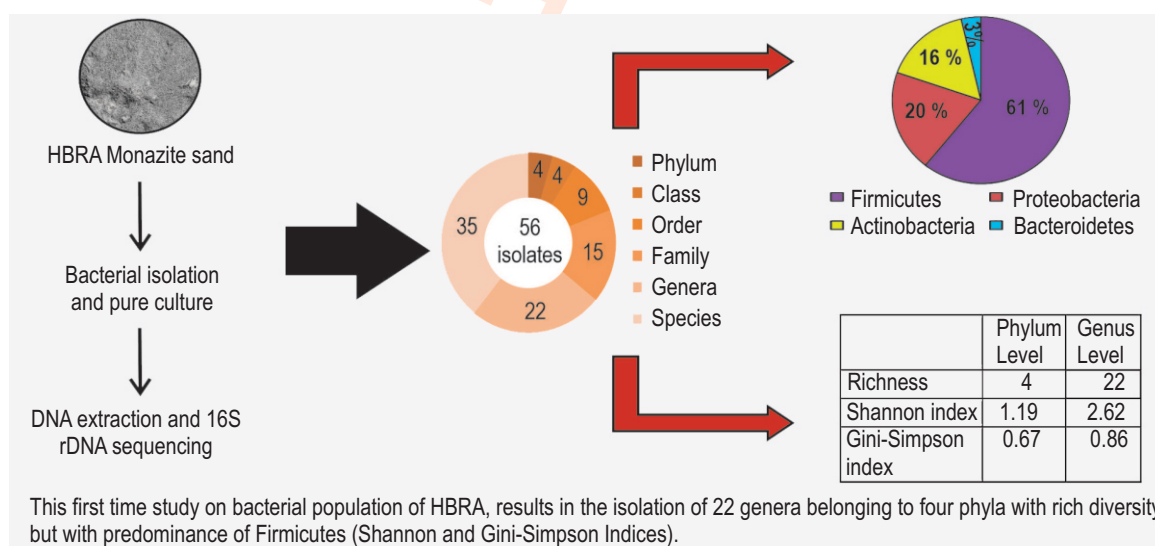 HBRA Monazite sand
Bacterial isolation
and pure culture
DNA extraction and 16S
rDNA sequencing
4
4
9
15
22
35
56
isolates
Phylum
Class
Order
Family
Genera
Species
3%
16 %
20 %
61 %
Firmicutes
Proteobacteria
Actinobacteria
Bacteroidetes
Phylum Level
Genus Level
Richness 4 22
Shannon index 1.19 2.62
Gini-Simpson index 0.67 0.86
This first time study on bacterial population of HBRA, results in the isolation of 22 genera belonging to four phyla with rich diversity
but with predominance of Firmicutes (Shannon and Gini-Simpson Indices).